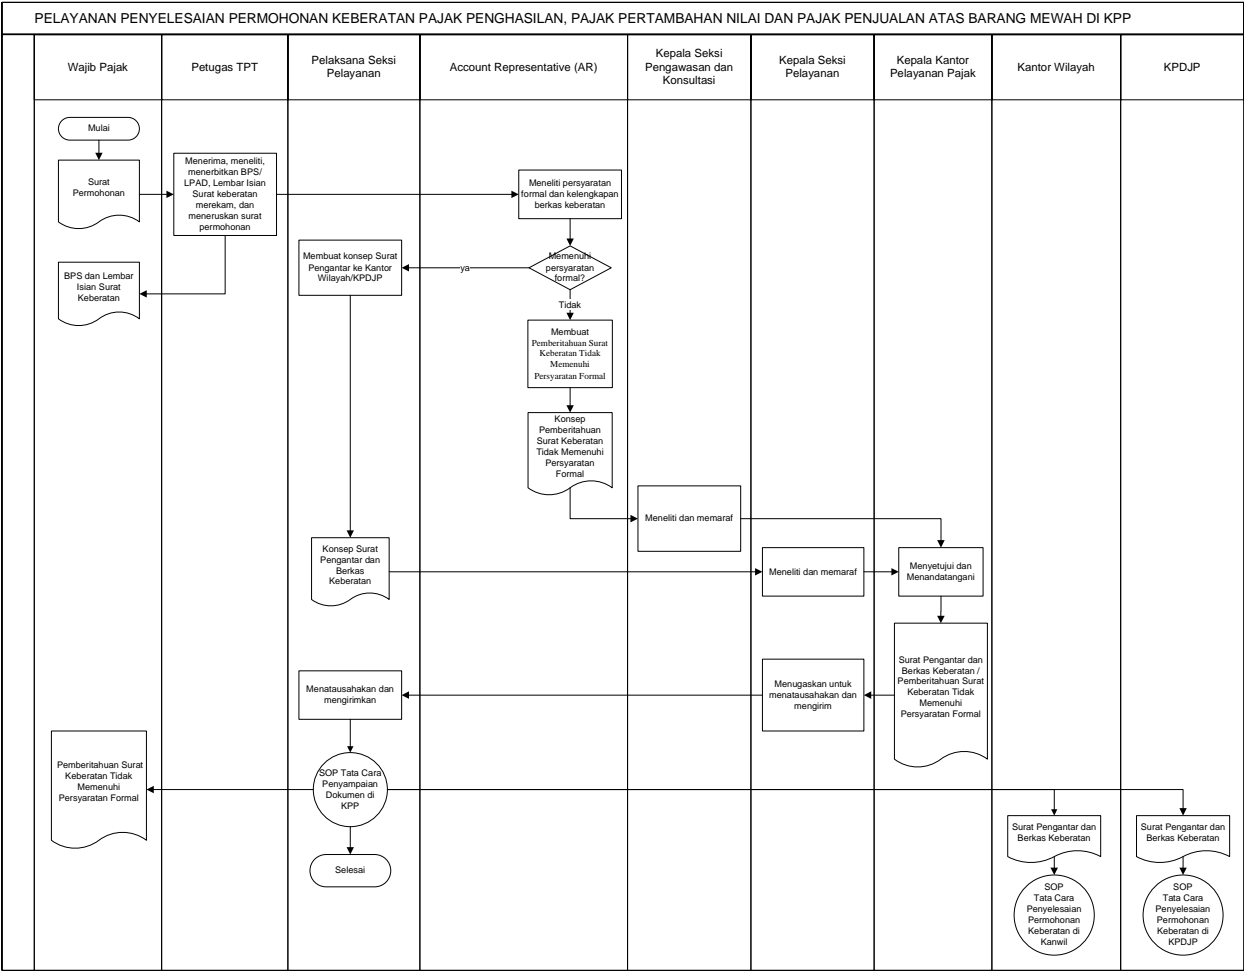 PELAYANAN PENYELESAIAN PERMOHONAN KEBERATAN PAJAK PENGHASILAN, PAJAK PERTAMBAHAN NILAI DAN PAJAK PENJUALAN ATAS BARANG MEWAH DI KPP
Wajib Pajak
Petugas TPT
Pelaksana Seksi
Pelayanan
Account Representative (AR)
Kepala Seksi
Pengawasan dan
Konsultasi
Kepala Seksi
Pelayanan
Kepala Kantor
Pelayanan Pajak
Kantor Wilayah
KPDJP
Mulai
Surat
Permohonan
Menerima, meneliti,
menerbitkan BPS/
LPAD, Lembar Isian
Surat keberatan
merekam, dan
meneruskan surat
permohonan
Meneliti persyaratan
formal dan kelengkapan
berkas keberatan
BPS dan Lembar
Isian Surat
Keberatan
Membuat konsep Surat
Pengantar ke Kantor
Wilayah/KPDJP
ya
Memenuhi
persyaratan
formal?
Tidak
Membuat
Pemberitahuan Surat
Keberatan Tidak
Memenuhi
Persyaratan Formal
Konsep
Pemberitahuan
Surat Keberatan
Tidak Memenuhi
Persyaratan
Formal
Meneliti dan memaraf
Konsep Surat
Pengantar dan
Berkas
Keberatan
Meneliti dan memaraf
Menyetujui dan
Menandatangani
Surat Pengantar dan
Berkas Keberatan /
Pemberitahuan Surat
Keberatan Tidak
Memenuhi
Persyaratan Formal
Menugaskan untuk
menatausahakan dan
mengirim
Menatausahakan dan
mengirimkan
SOP Tata Cara
Penyampaian
Dokumen di
KPP
Pemberitahuan Surat
Keberatan Tidak
Memenuhi
Persyaratan Formal
Selesai
Surat Pengantar dan
Berkas Keberatan
Surat Pengantar dan
Berkas Keberatan
SOP
Tata Cara
Penyelesaian
Permohonan
Keberatan di
Kanwil
SOP
Tata Cara
Penyelesaian
Permohonan
Keberatan di
KPDJP